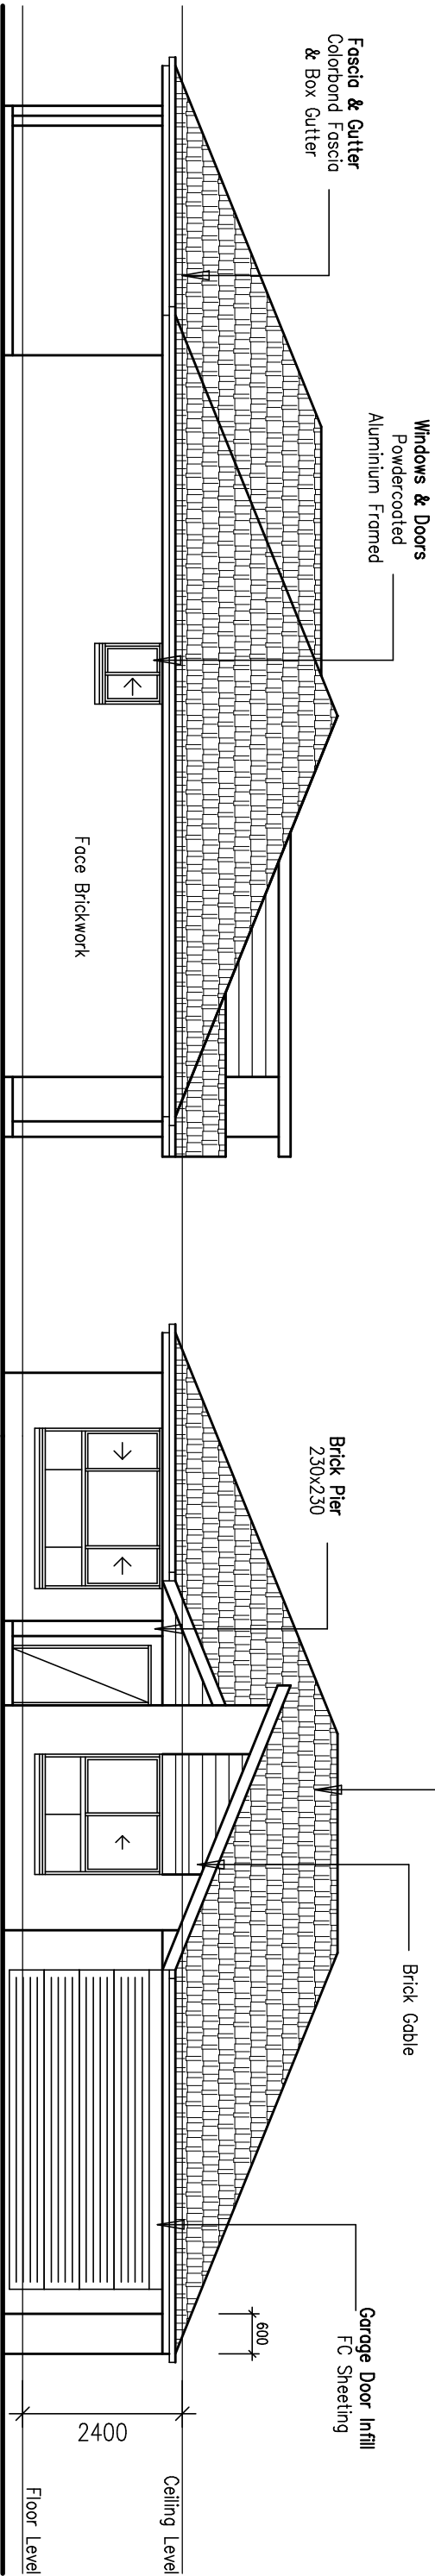 Fascia & Gutter
Colorbond Fascia
& Box Gutter
Windows & Doors
Powdercoated
Aluminium Framed
Face Brickwork
Brick Pier
230x230
Brick Gable
Garage Door Infill
FC Sheeting
600
2400
Ceiling Level
Floor Level